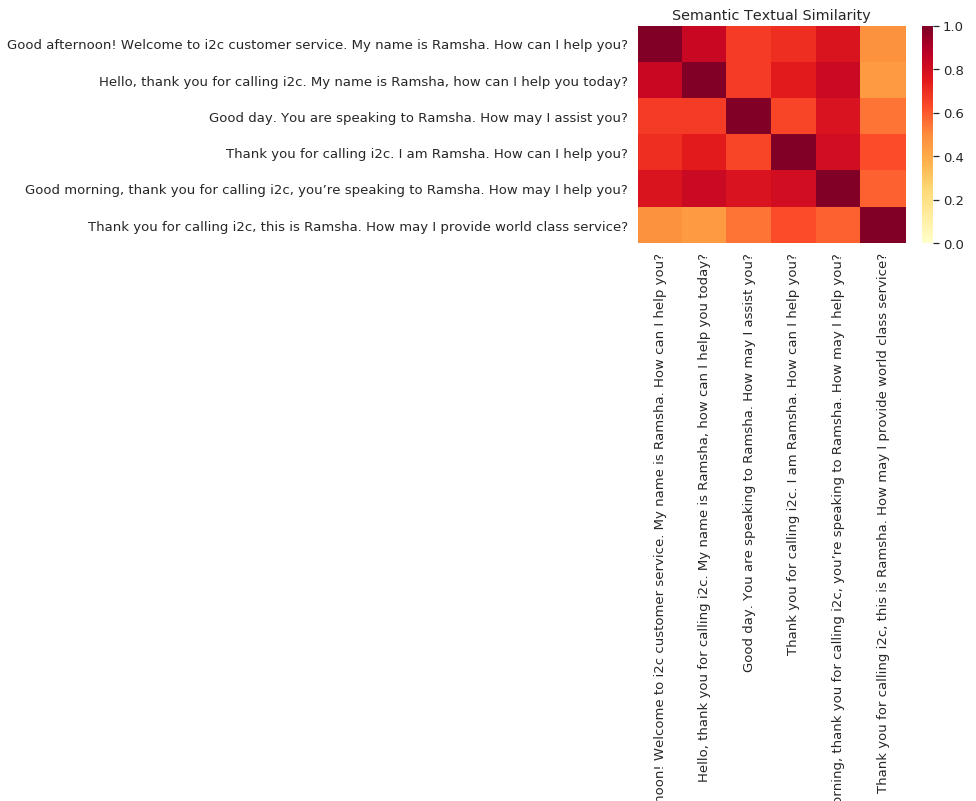 Semantic Textual Similarity
Good afternoon! Welcome to i2c customer service. My name is Ramsha. How can I help you?
Hello, thank you for calling i2c. My name is Ramsha, how can I help you today?
Good day. You are speaking to Ramsha. How may I assist you?
Thank you for calling i2c. I am Ramsha. How can I help you?
Good morning, thank you for calling i2c, you’re speaking to Ramsha. How may I help you?
Thank you for calling i2c, this is Ramsha. How may I provide world class service?
1.0
0.8
0.6
0.4
0.2
0.0
noon! Welcome to i2c customer service. My name is Ramsha. How can I help you?
Hello, thank you for calling i2c. My name is Ramsha, how can I help you today?
Good day. You are speaking to Ramsha. How may I assist you?
Thank you for calling i2c. I am Ramsha. How can I help you?
orning, thank you for calling i2c, you’re speaking to Ramsha. How may I help you?
Thank you for calling i2c, this is Ramsha. How may I provide world class service?